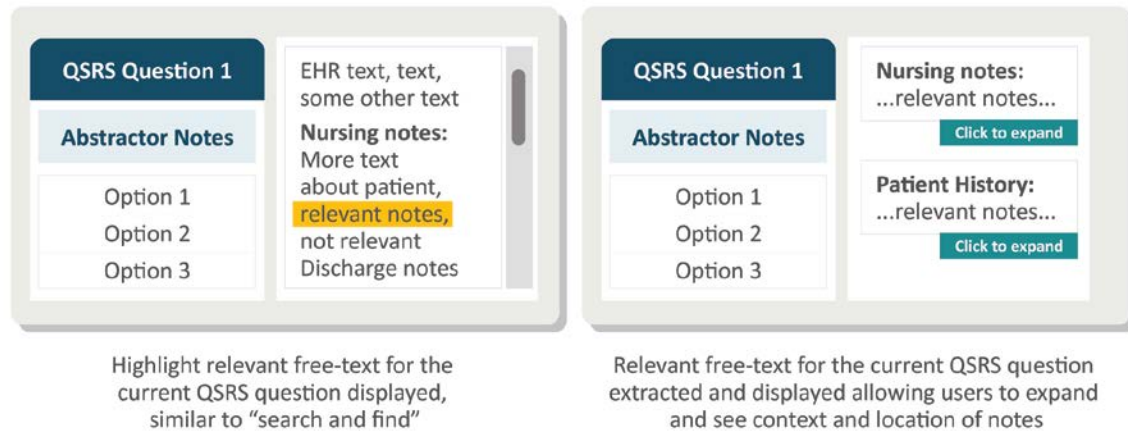 QSRS Question 1
Abstractor Notes
Option 1
Option 2
Option 3
EHR text, text,
some other text
Nursing notes:
More text
about patient,
relevant notes,
not relevant
Discharge notes
Highlight relevant free-text for the
current QSRS question displayed,
similar to “search and find”
QSRS Question 1
Abstractor Notes
Option 1
Option 2
Option 3
Nursing notes:
...relevant notes...
Click to expand
Patient History:
...relevant notes...
Click to expand
Relevant free-text for the current QSRS question
extracted and displayed allowing users to expand
and see context and location of notes